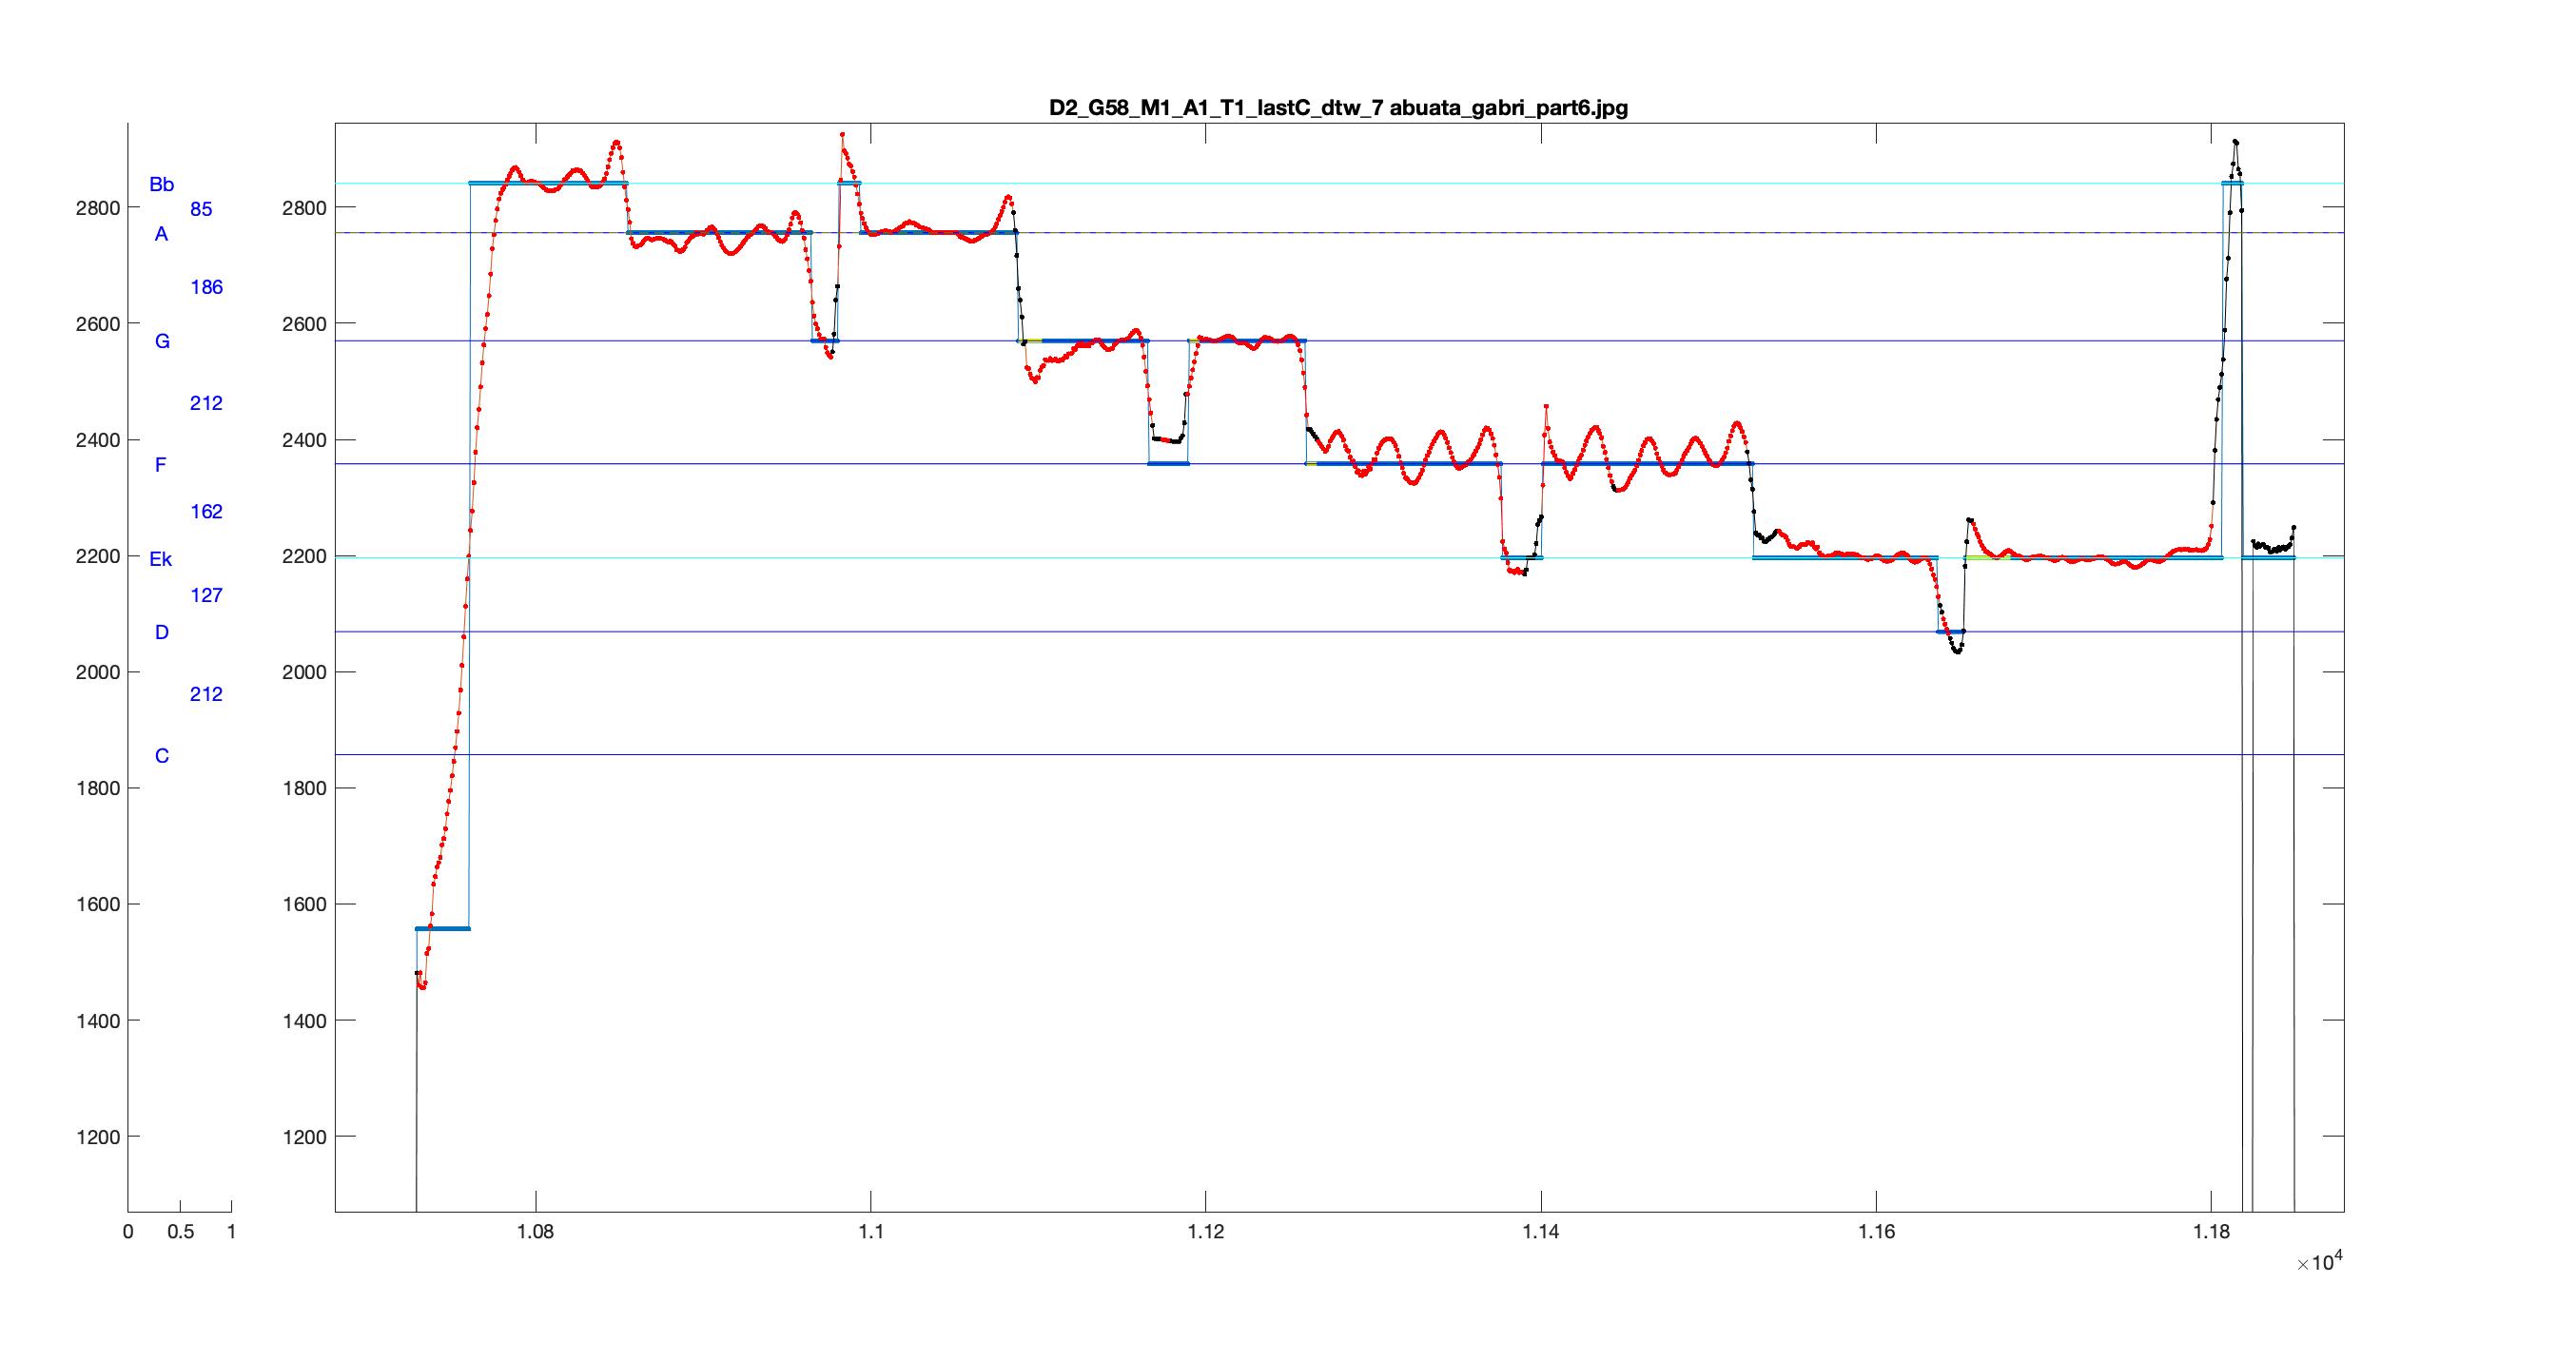 D2_G58_M1_A1_T1_lastC_dtw_7 abuata_gabri_part6.jpg
Bb
2800 85 2800
A
186
2600 G 2600
212
2400 2400
F
162
2200 Ek 2200
127
D
2000 2000
212
C
1800 1800
1600 1600
1400 1400
1200 1200
0 0.5 1 1.08 1.1 1.12 1.14 1.16 1.18
×10^4